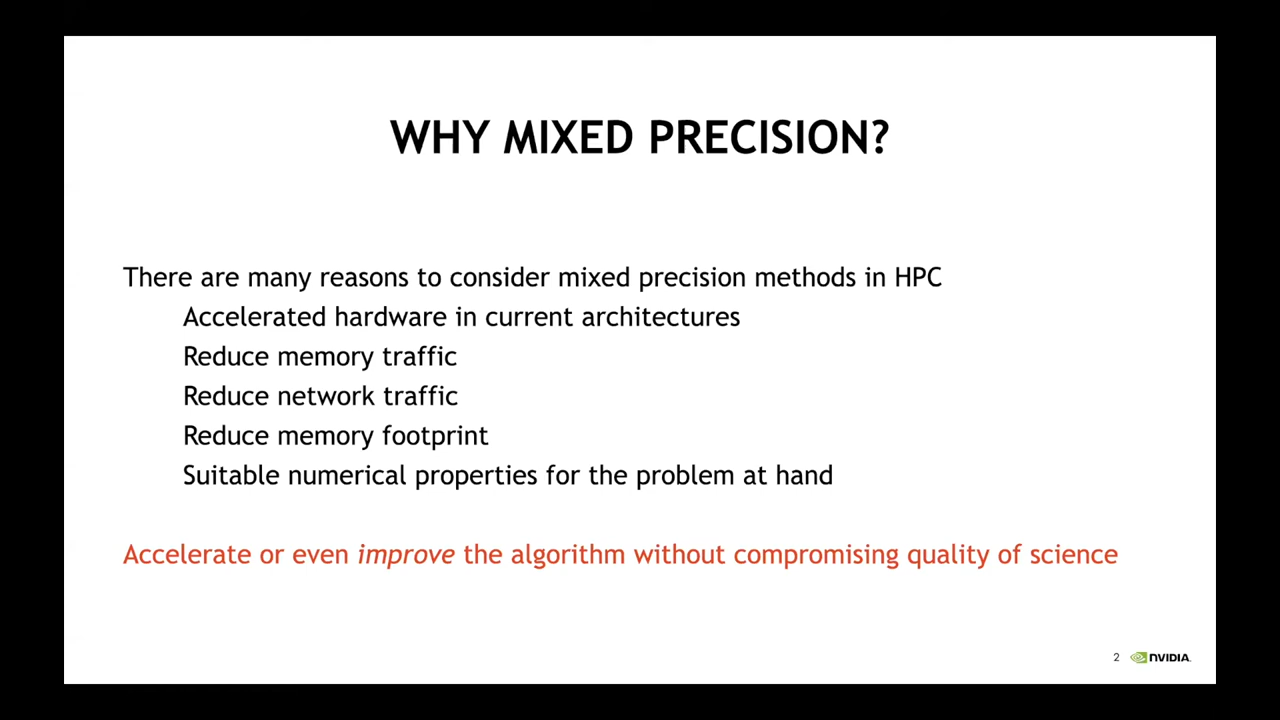 WHY MIXED PRECISION?
There are many reasons to consider mixed precision methods in HPC
Accelerated hardware in current architectures
Reduce memory traffic
Reduce network traffic
Reduce memory footprint
Suitable numerical properties for the problem at hand
Accelerate or even improve the algorithm without compromising quality of science
2 NVIDIA.